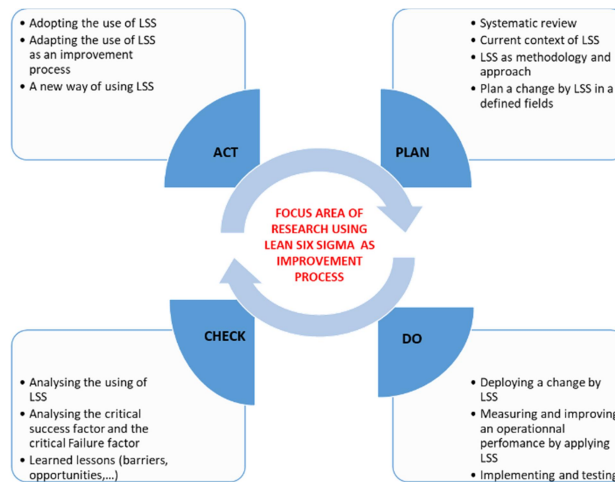 • Adopting the use of LSS
• Adapting the use of LSS
as an improvement
process
• A new way of using LSS
ACT
• Systematic review
• Current context of LSS
• LSS as methodology and
approach
• Plan a change by LSS in a
defined fields
PLAN
FOCUS AREA OF
RESEARCH USING
LEAN SIX SIGMA AS
IMPROVEMENT
PROCESS
CHECK
• Analysing the using of
LSS
• Analysing the critical
success factor and the
critical Failure factor
• Learned lessons (barriers,
opportunities,...)
DO
• Deploying a change by
LSS
• Measuring and improving
an operationnal
perfomance by applying
LSS
• Implementing and testing